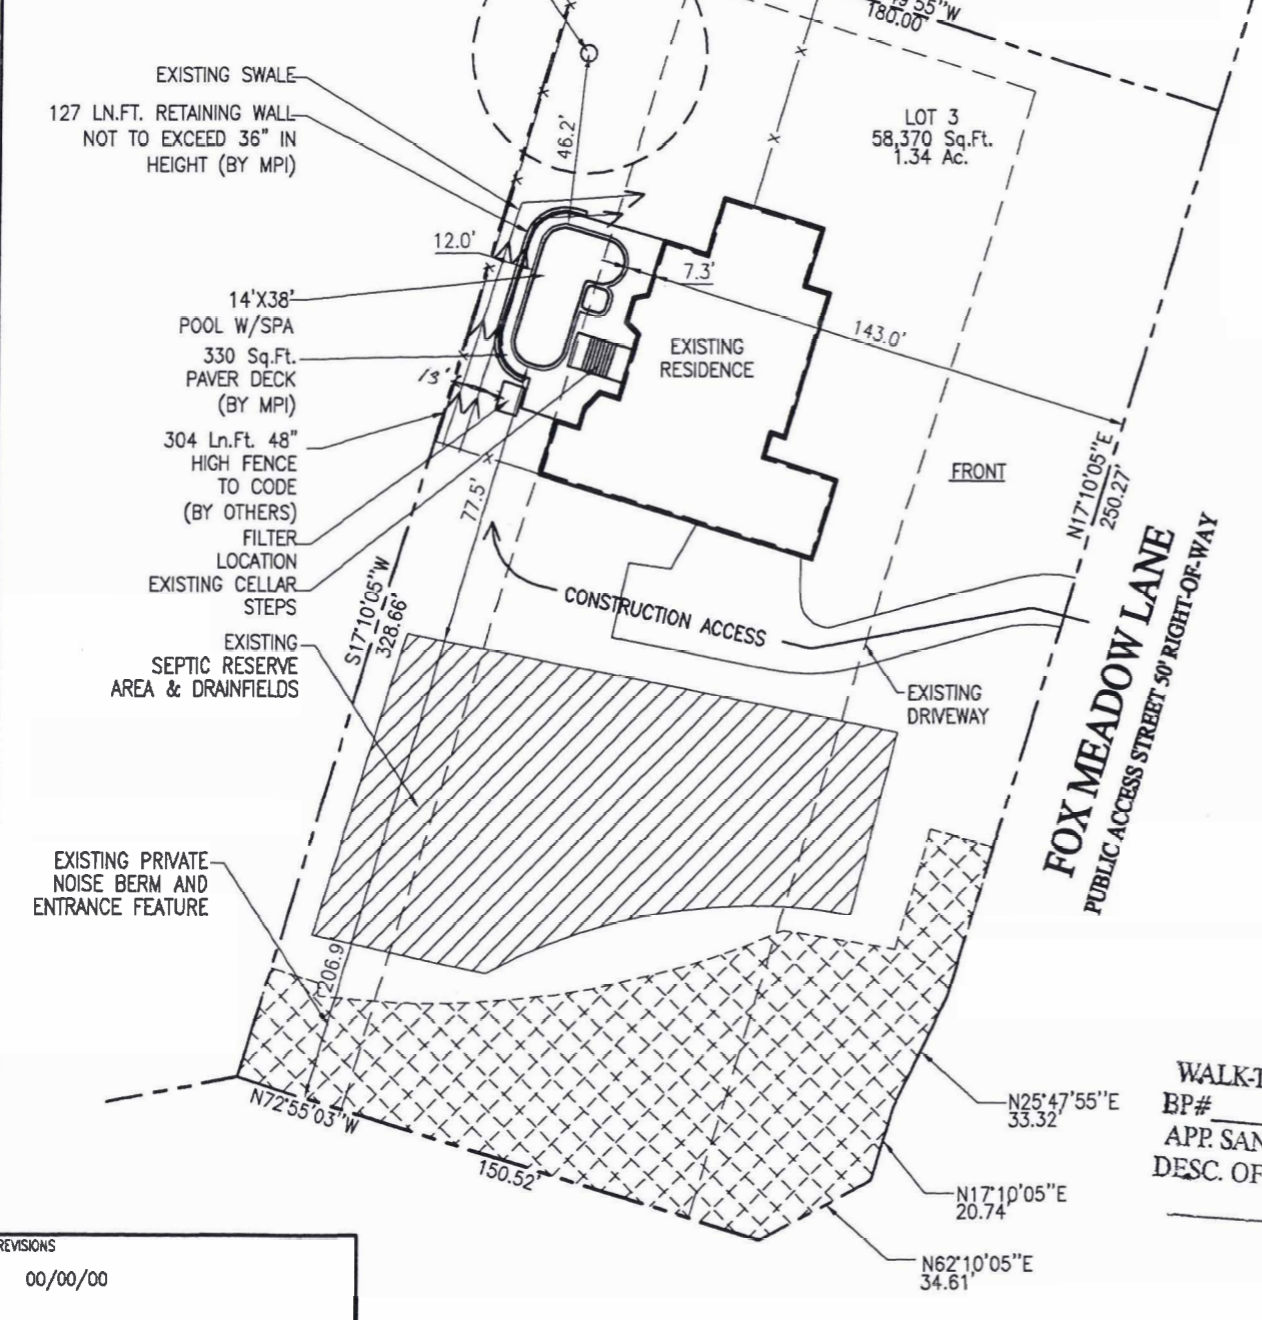 55"W
180.00'
EXISTING SWALE
127 LN.FT. RETAINING WALL
NOT TO EXCEED 36" IN
HEIGHT (BY MPI)
46.2'
LOT 3
58,370 Sq.Ft.
1.34 Ac.
12.0'
7.3'
14'X38'
POOL W/SPA
143.0'
EXISTING
RESIDENCE
330 Sq.Ft.
PAVER DECK
(BY MPI)
13'
304 Ln.Ft. 48"
HIGH FENCE
TO CODE
(BY OTHERS)
FRONT
N17°10'05"E
250.27'
77.5'
FILTER
LOCATION
EXISTING CELLAR
STEPS
S17°10'05"W
328.66'
CONSTRUCTION ACCESS
FOX MEADOW LANE
PUBLIC ACCESS STREET 50' RIGHT-OF-WAY
EXISTING
SEPTIC RESERVE
AREA & DRAINFIELDS
EXISTING
DRIVEWAY
EXISTING PRIVATE
NOISE BERM AND
ENTRANCE FEATURE
206.9
N72°55'03"W
150.52'
N25°47'55"E
33.32'
N17°10'05"E
20.74'
N62°10'05"E
34.61'
WALK-T
BP#
APP. SAN
DESC. OF
REVISIONS
00/00/00